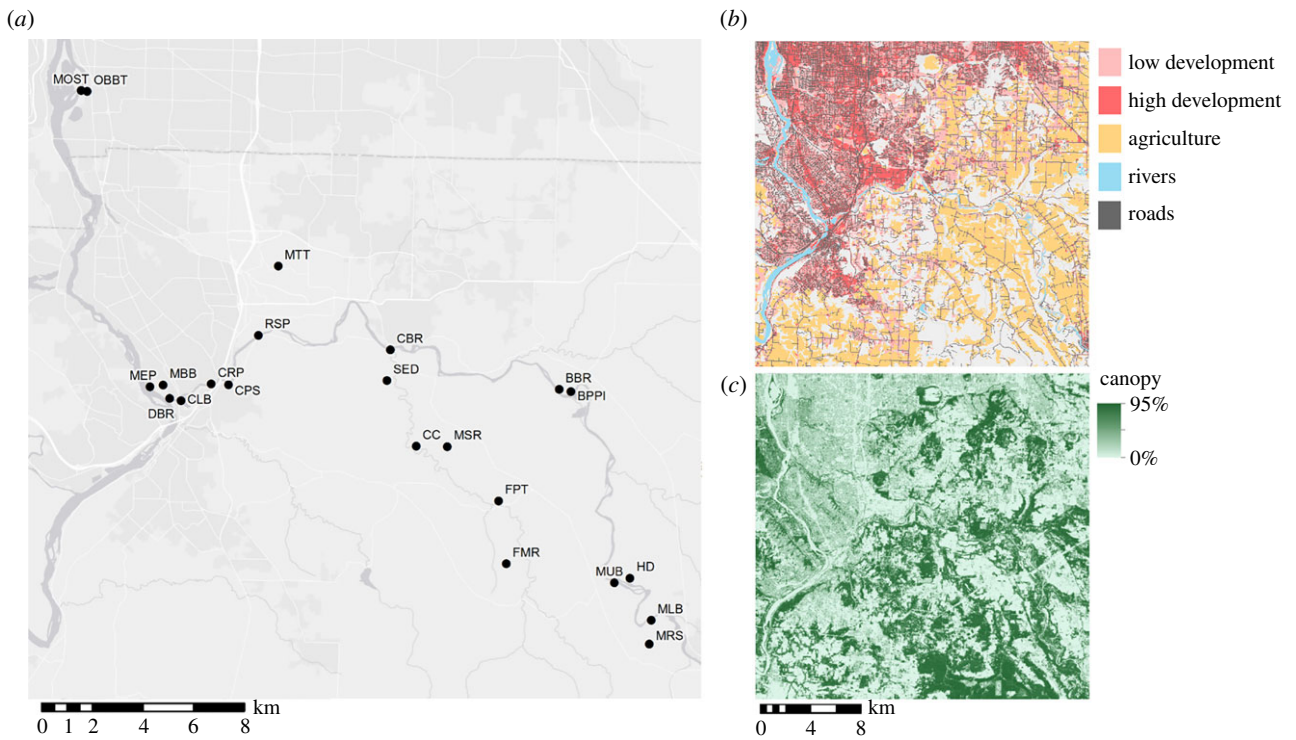 (a)
MOST OBBT
MTT
RSP
CBR
SED
MEP MBB CRP
CPS
DBR CLB
BBR
BPPI
CC MSR
FPT
FMR
MUB HD
MLB
MRS
0 1 2 4 6 8 km
(b)
low development
high development
agriculture
rivers
roads
(c)
canopy
95%
0%
0 4 8 km